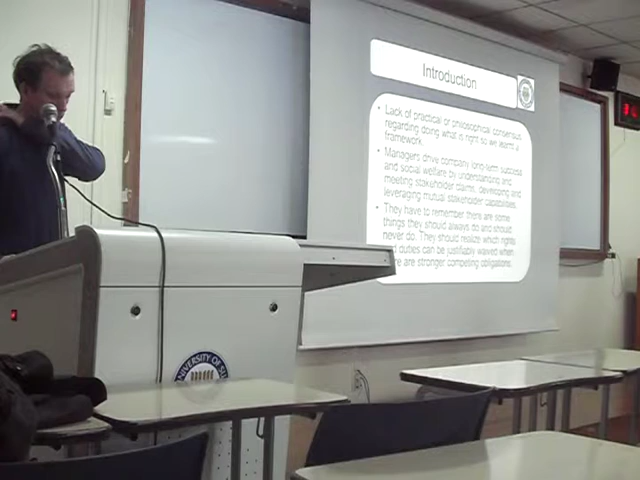 Introduction
• Lack of practical or philosophical consensus
regarding doing what is right so we need a
framework.
• Managers drive company long-term success
and social welfare by understanding and
meeting stakeholder claims, developing and
leveraging mutual stakeholder capabilities.
• They have to remember there are some
things they should always do and should
never do. They should realize which rights
duties can be justifiably waived when
are stronger competing obligations.
UNIVERSITY OF